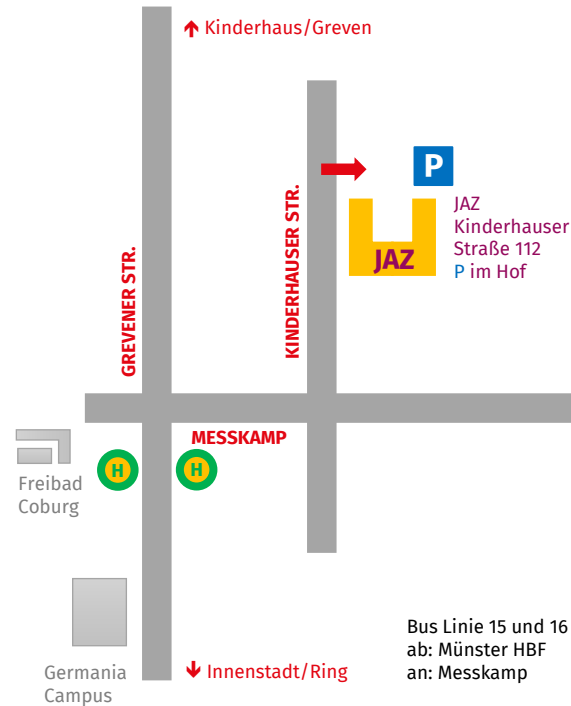 Kinderhaus/Greven
GREVENER STR.
KINDERHAUSER STR.
P
JAZ
JAZ
Kinderhauser
Straße 112
P im Hof
MESSKAMP
H
H
Freibad
Coburg
Germania
Campus
Innenstadt/Ring
Bus Linie 15 und 16
ab: Münster HBF
an: Messkamp